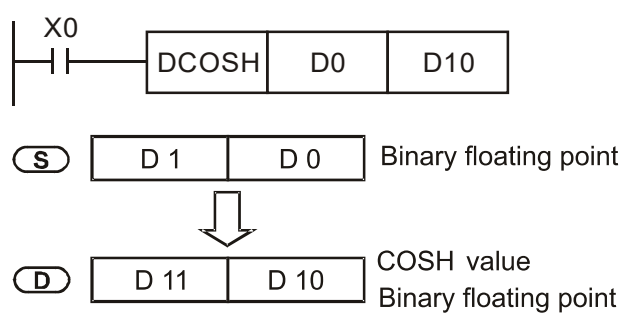 X0
DCOSH D0 D10
S D 1 D 0 Binary floating point
COSH value
D D 11 D 10
Binary floating point